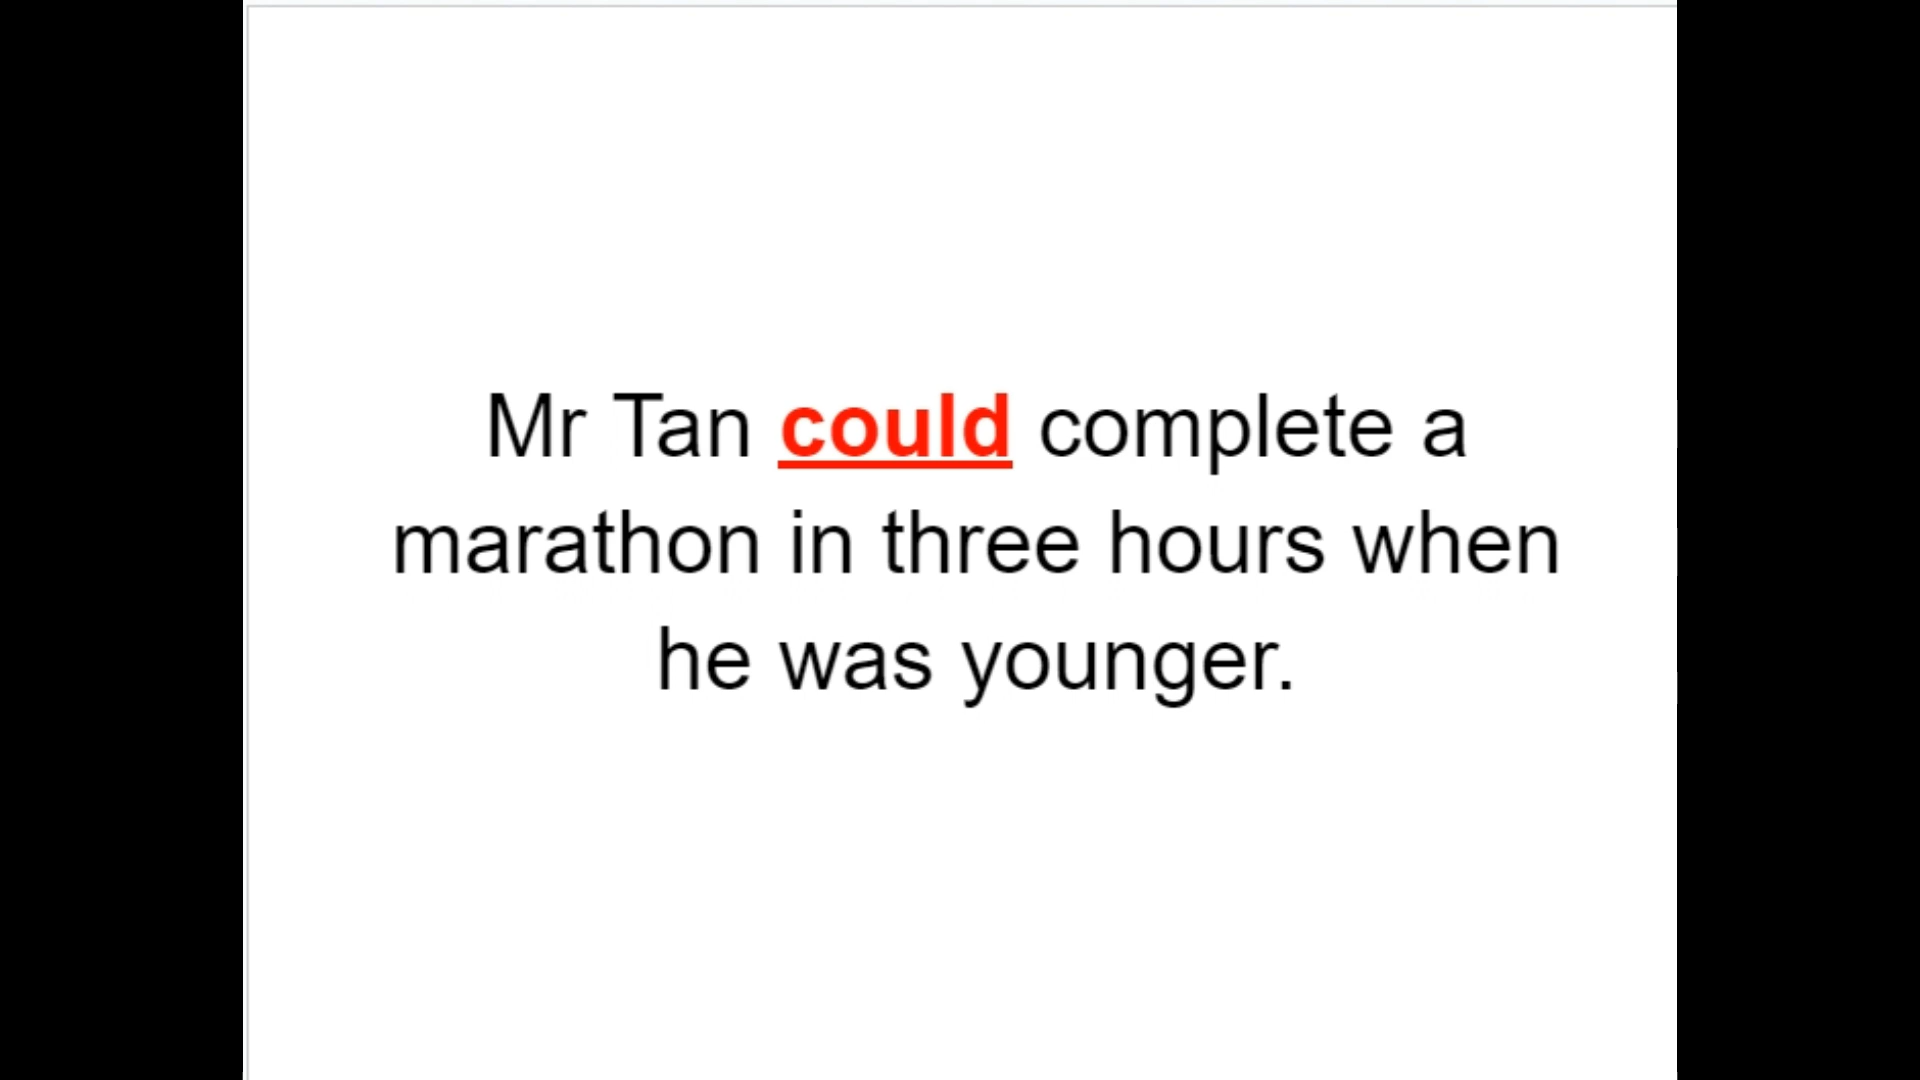 Mr Tan could complete a
marathon in three hours when
he was younger.